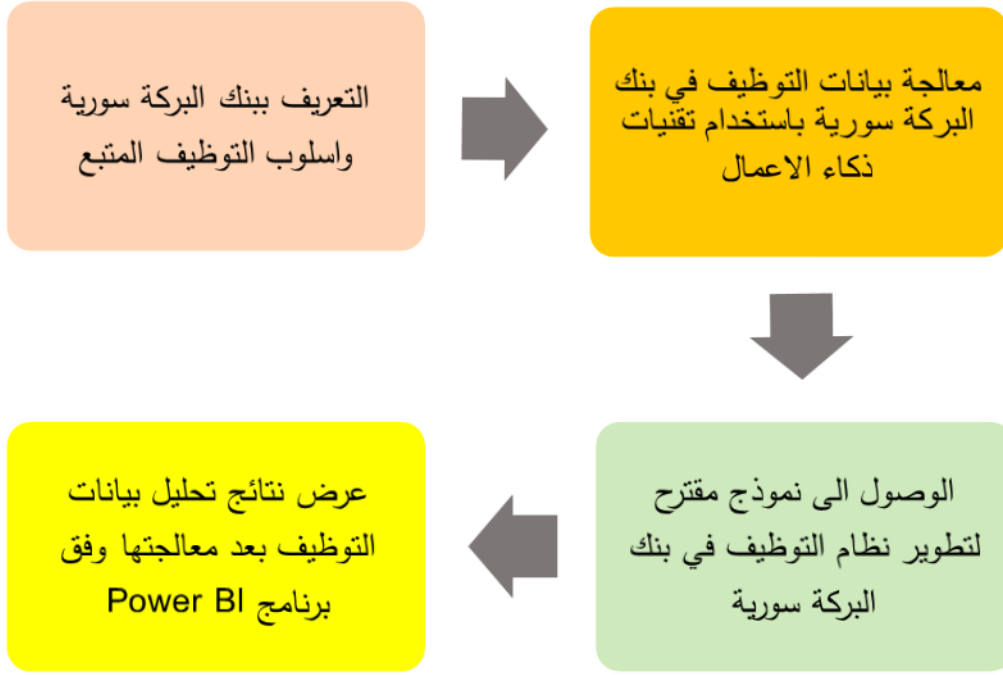 التعريف ببنك البركة سورية
واسلوب التوظيف المتبع
معالجة بيانات التوظيف في بنك
البركة سورية باستخدام تقنيات
ذكاء الاعمال
الوصول الى نموذج مقترح
لتطوير نظام التوظيف في بنك
البركة سورية
عرض نتائج تحليل بيانات
التوظيف بعد معالجتها وفق
برنامج Power BI